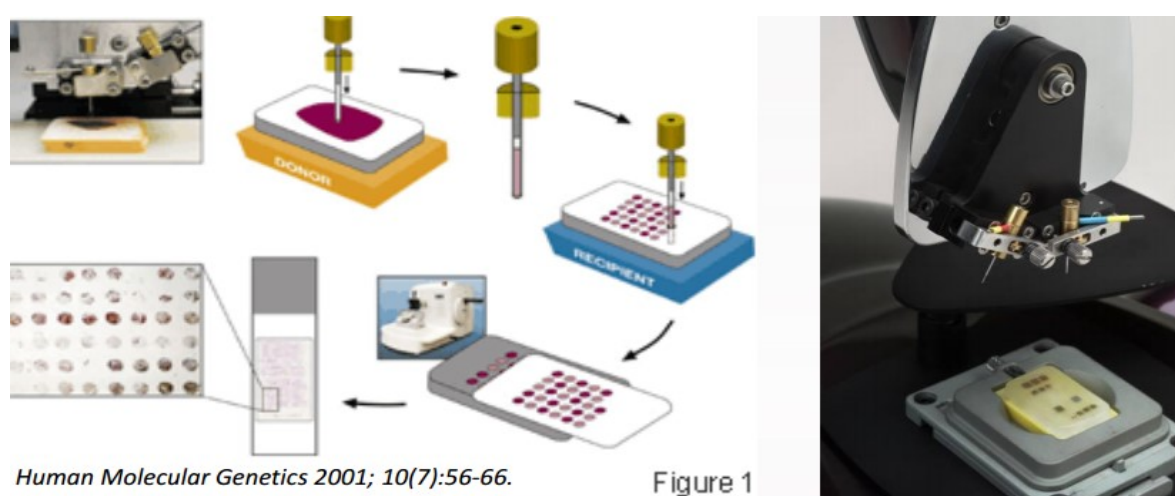 DONOR
RECIPIENT
Human Molecular Genetics 2001; 10(7):56-66.
Figure 1